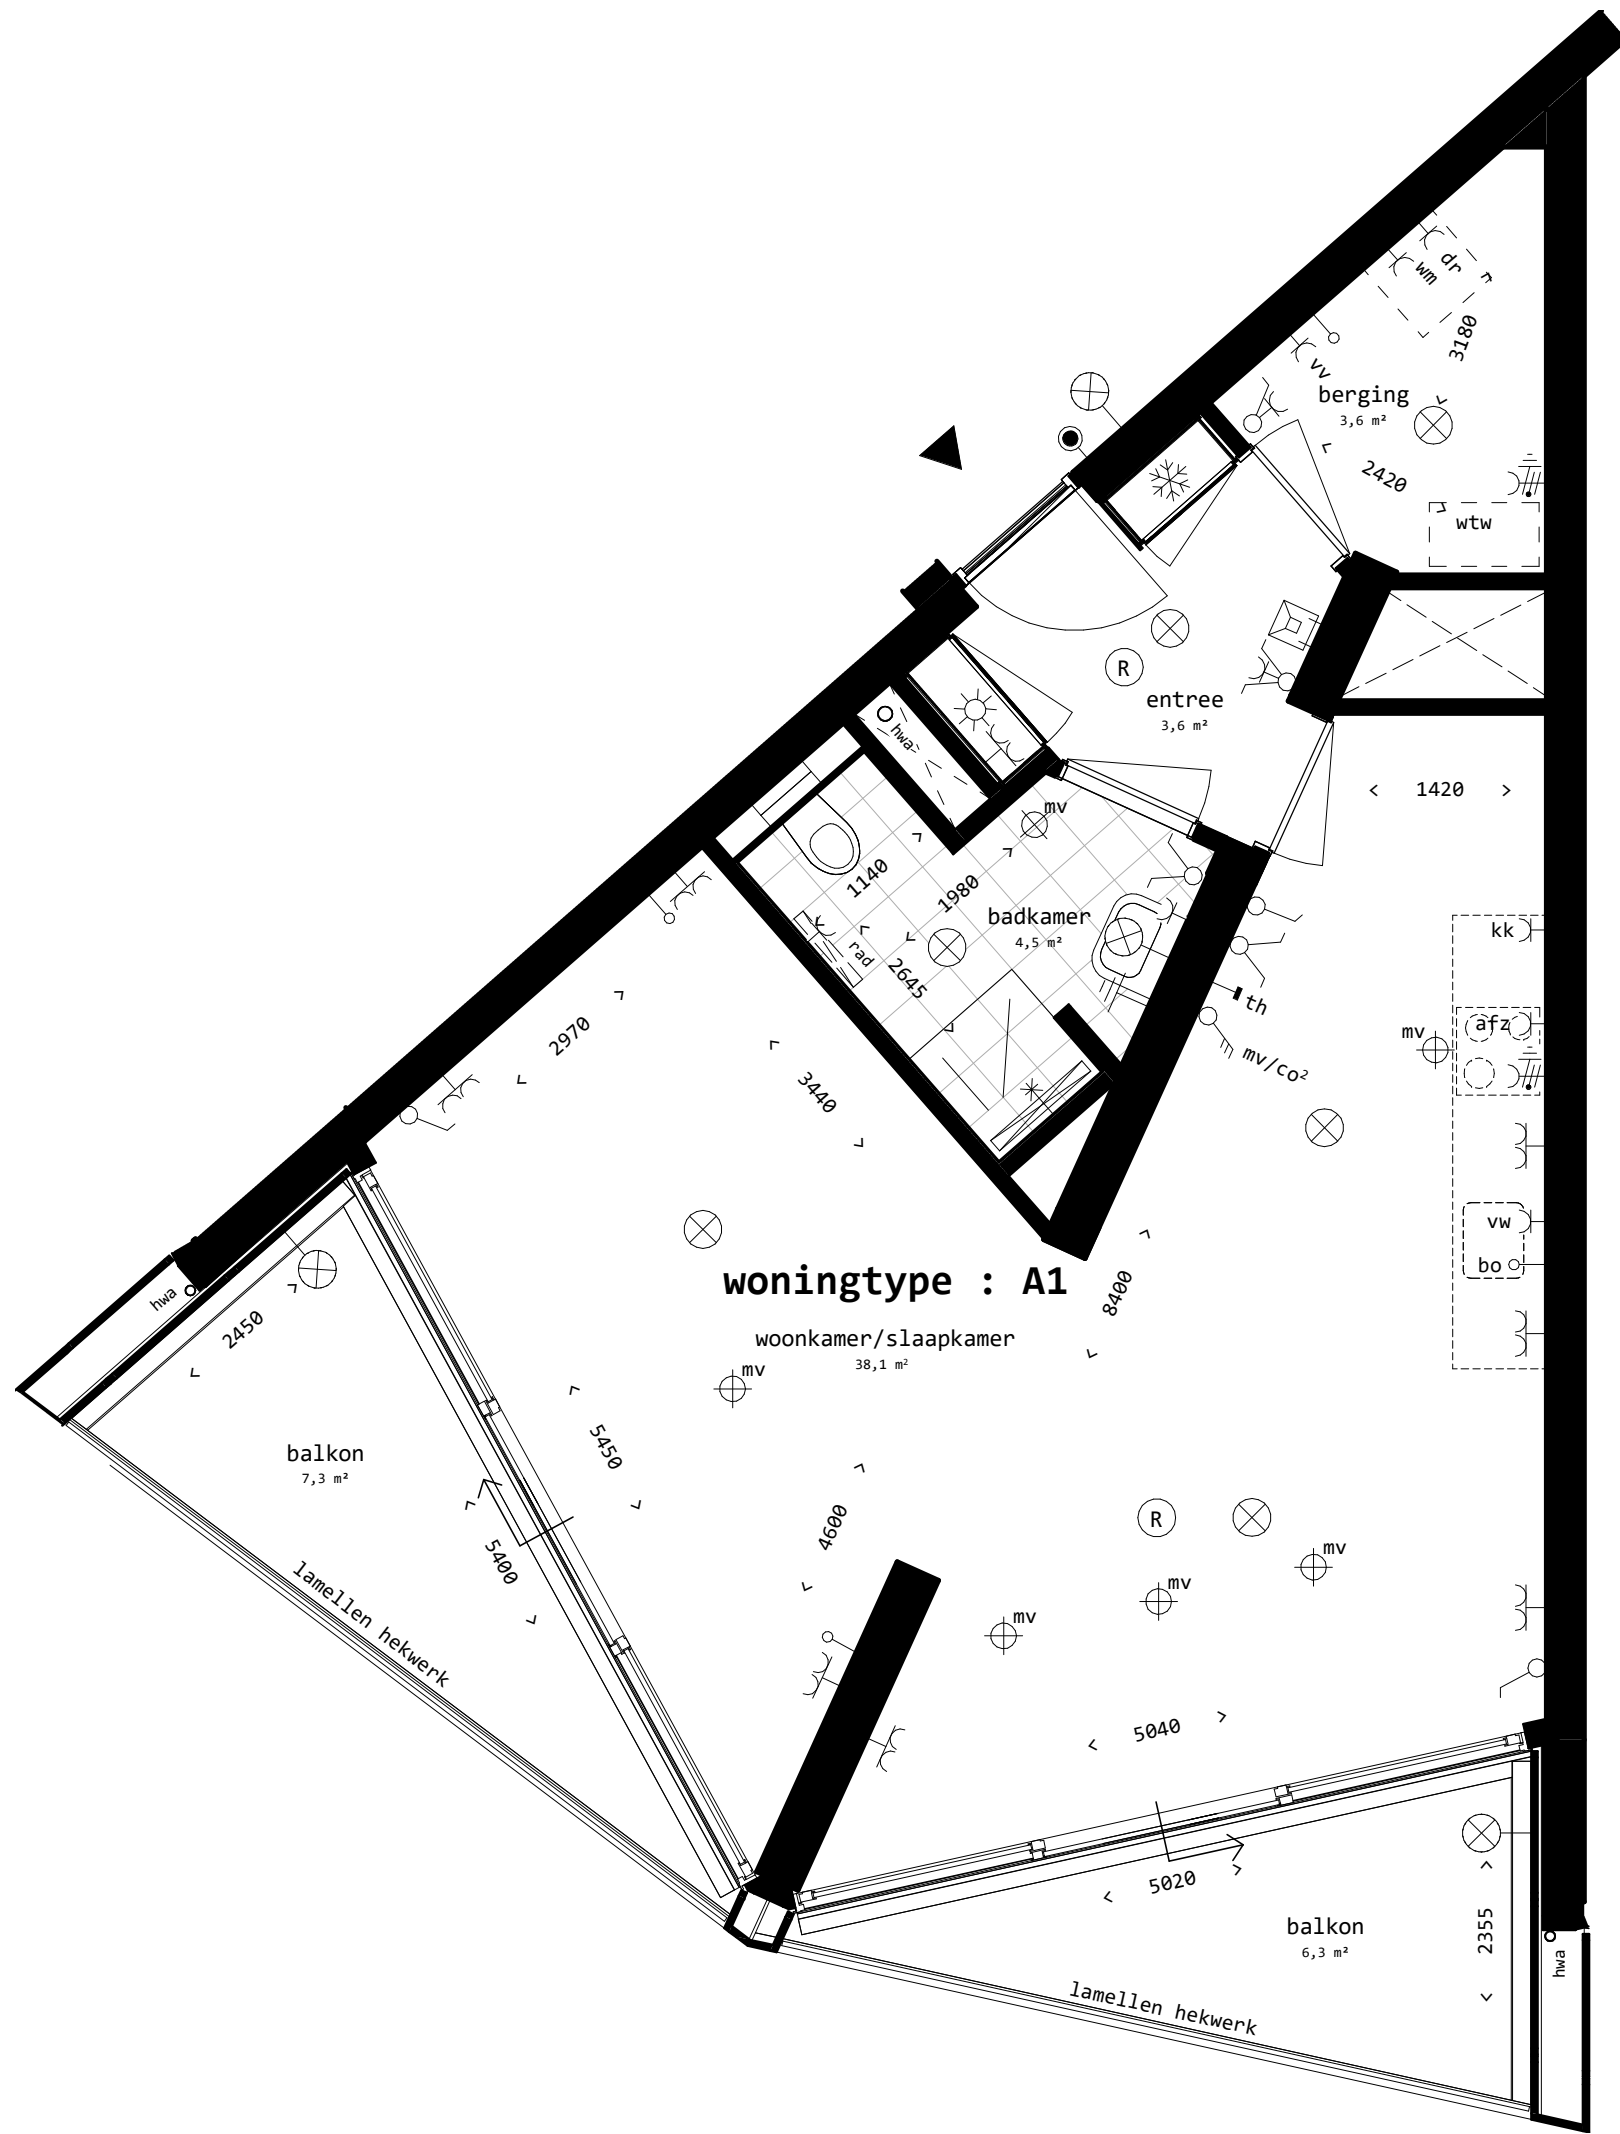 dr
wm
3180
vv
berging
3,6 m²
2420
wtw
R
entree
3,6 m²
hwa
1420
mv
1140
1980
badkamer
4,5 m²
rad
2645
kk
th
afz
mv
mv/co²
2970
3440
vw
bo
woningtype : A1
8400
hwa
2450
woonkamer/slaapkamer
38,1 m²
mv
5450
balkon
7,3 m²
4600
5400
R
mv
mv
mv
lamellen hekwerk
5040
5020
balkon
6,3 m²
2355
hwa
lamellen hekwerk